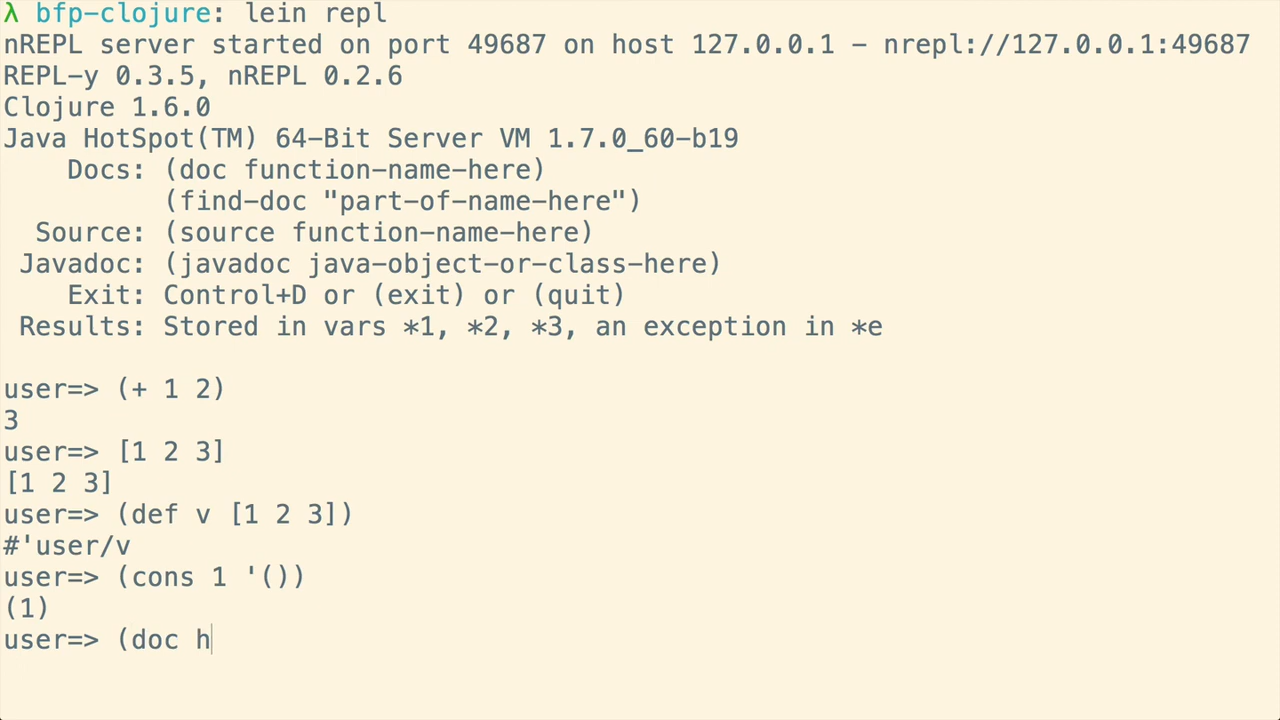 λ bfp-clojure: lein repl
nREPL server started on port 49687 on host 127.0.0.1 - nrepl://127.0.0.1:49687
REPL-y 0.3.5, nREPL 0.2.6
Clojure 1.6.0
Java HotSpot(TM) 64-Bit Server VM 1.7.0_60-b19
    Docs: (doc function-name-here)
          (find-doc "part-of-name-here")
  Source: (source function-name-here)
 Javadoc: (javadoc java-object-or-class-here)
    Exit: Control+D or (exit) or (quit)
 Results: Stored in vars *1, *2, *3, an exception in *e
user=> (+ 1 2)
3
user=> [1 2 3]
[1 2 3]
user=> (def v [1 2 3])
#'user/v
user=> (cons 1 '())
(1)
user=> (doc h